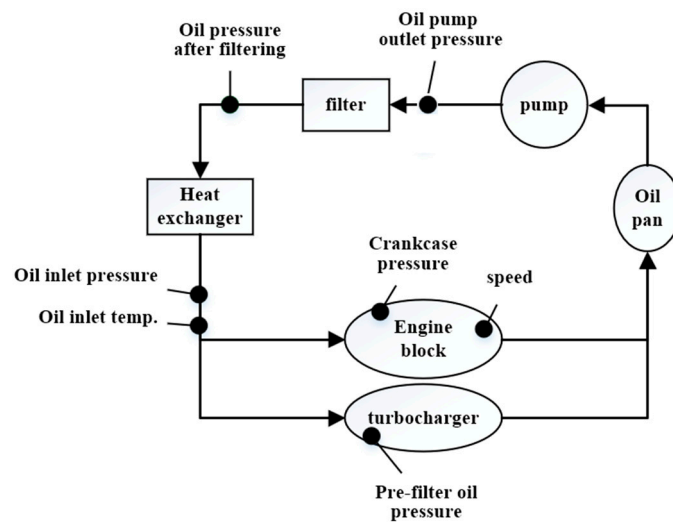 Oil pressure
after filtering
Oil pump
outlet pressure
filter
pump
Heat
exchanger
Oil
pan
Oil inlet pressure
Oil inlet temp.
Crankcase
pressure
speed
Engine
block
turbocharger
Pre-filter oil
pressure